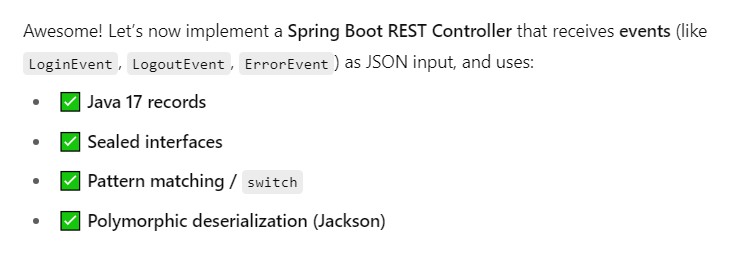 Awesome! Let’s now implement a Spring Boot REST Controller that receives events (like
LoginEvent, LogoutEvent, ErrorEvent) as JSON input, and uses:
• ✅ Java 17 records
• ✅ Sealed interfaces
• ✅ Pattern matching / switch
• ✅ Polymorphic deserialization (Jackson)